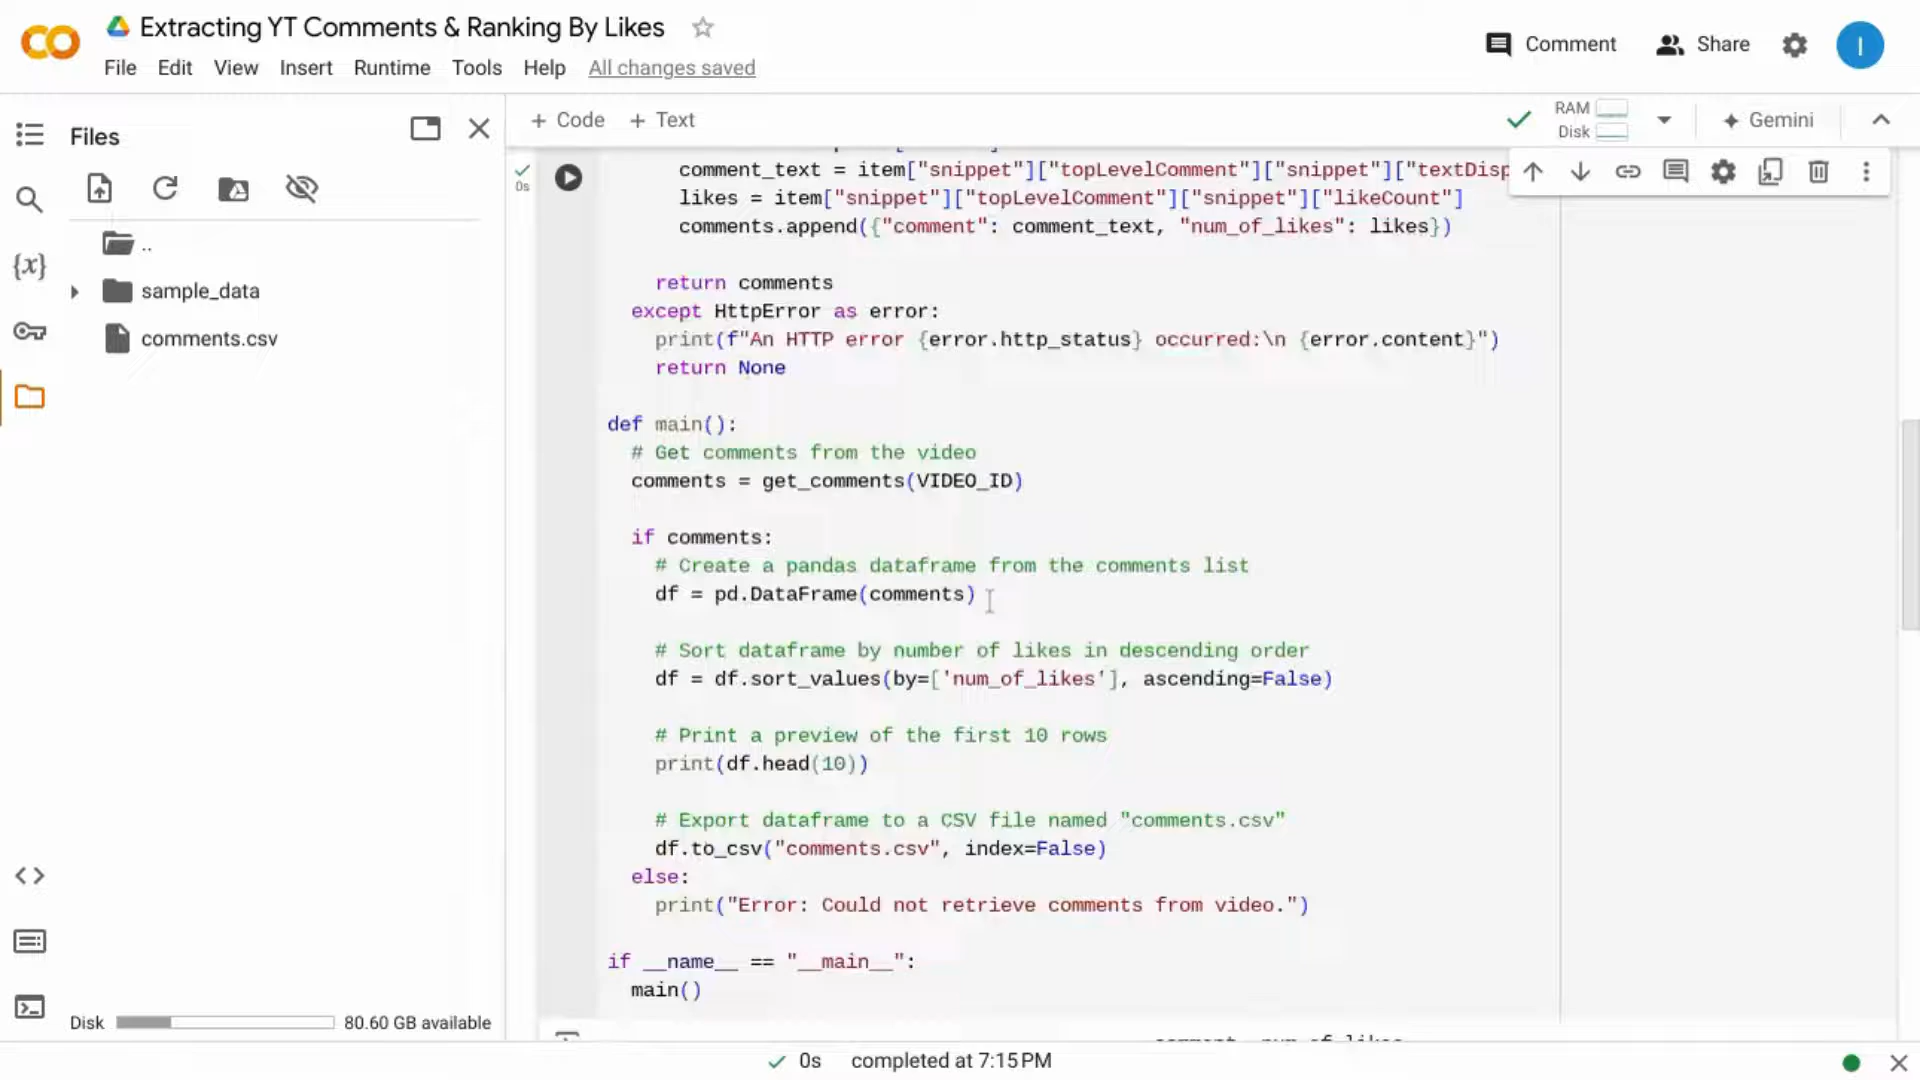 Extracting YT Comments & Ranking By Likes
Comment
Share
I
File Edit View Insert Runtime Tools Help All changes saved
Files
+ Code + Text
RAM
Disk
Gemini
..
sample_data
comments.csv
{x}
0s
comment_text = item["snippet"]["topLevelComment"]["snippet"]["textDisp
likes = item["snippet"]["topLevelComment"]["snippet"]["likeCount"]
comments.append({"comment": comment_text, "num_of_likes": likes})
return comments
except HttpError as error:
print(f"An HTTP error {error.http_status} occurred:\n {error.content}")
return None
def main():
# Get comments from the video
comments = get_comments(VIDEO_ID)
if comments:
# Create a pandas dataframe from the comments list
df = pd.DataFrame(comments)
# Sort dataframe by number of likes in descending order
df = df.sort_values(by=['num_of_likes'], ascending=False)
# Print a preview of the first 10 rows
print(df.head(10))
# Export dataframe to a CSV file named "comments.csv"
df.to_csv("comments.csv", index=False)
else:
print("Error: Could not retrieve comments from video.")
if __name__ == "__main__":
main()
Disk 80.60 GB available
0s completed at 7:15 PM